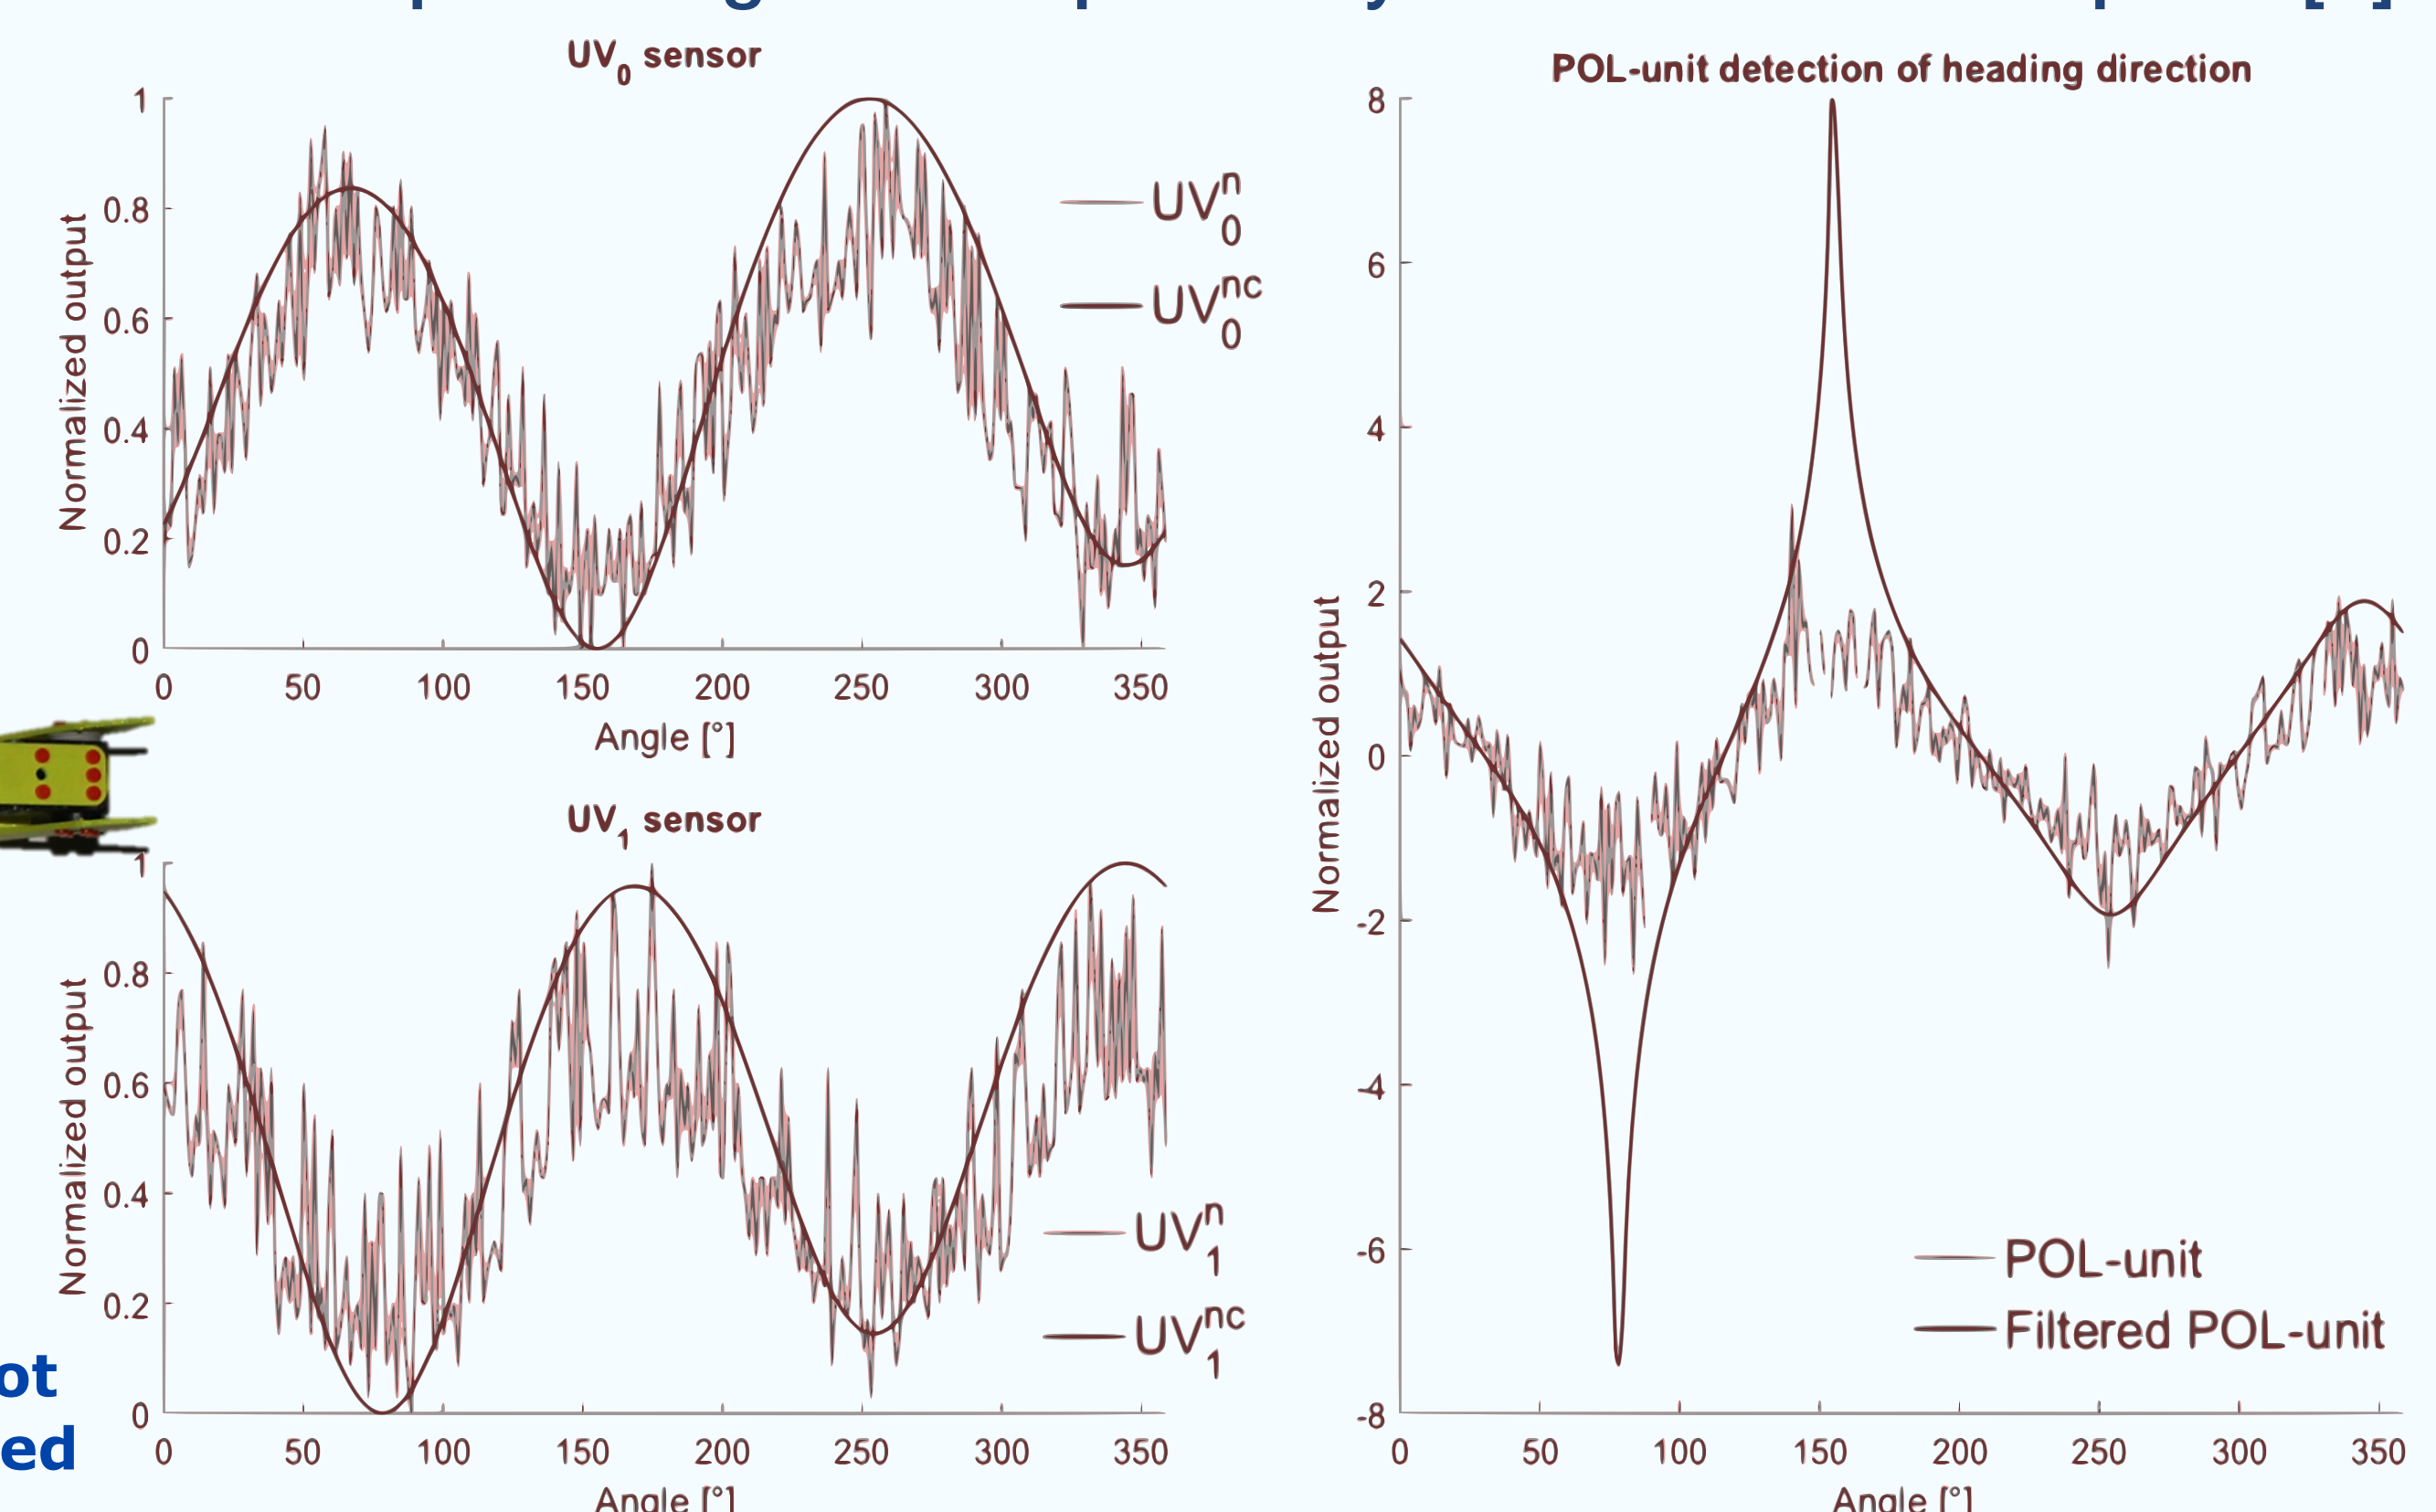 UV0 sensor
1
0.8
0.6
0.4
0.2
0
Normalized output
UV0n
UV0nc
0 50 100 150 200 250 300 350
Angle [°]
UV1 sensor
1
0.8
0.6
0.4
0.2
0
Normalized output
UV1n
UV1nc
0 50 100 150 200 250 300 350
Angle [°]
POL-unit detection of heading direction
8
6
4
2
0
-2
-4
-6
-8
Normalized output
POL-unit
Filtered POL-unit
0 50 100 150 200 250 300 350
Angle [°]
ot
ed